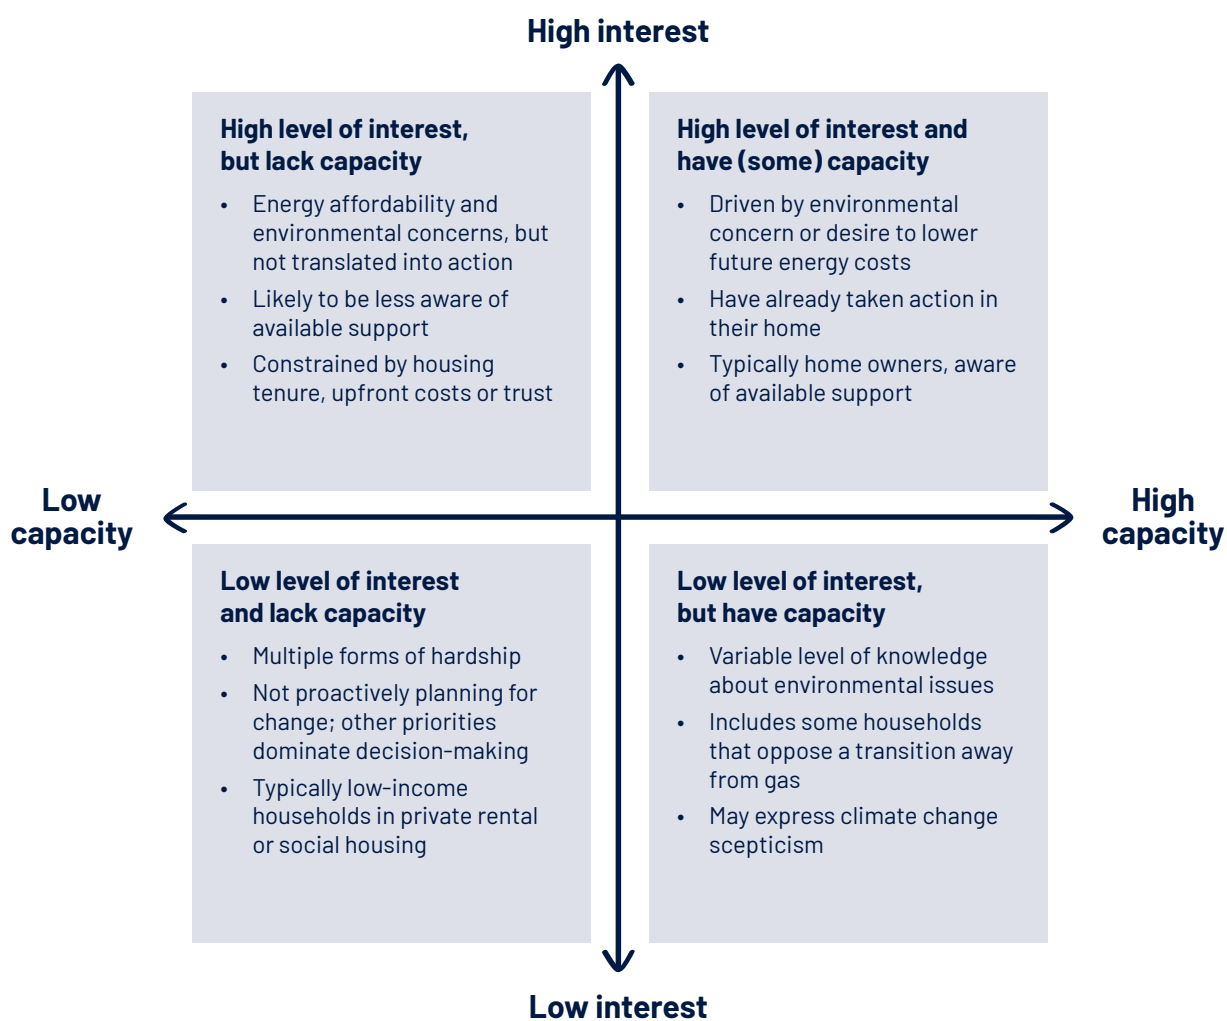 High interest
High level of interest,
but lack capacity
• Energy affordability and
environmental concerns, but
not translated into action
• Likely to be less aware of
available support
• Constrained by housing
tenure, upfront costs or trust
High level of interest and
have (some) capacity
• Driven by environmental
concern or desire to lower
future energy costs
• Have already taken action in
their home
• Typically home owners, aware
of available support
Low
capacity
High
capacity
Low level of interest
and lack capacity
• Multiple forms of hardship
• Not proactively planning for
change; other priorities
dominate decision-making
• Typically low-income
households in private rental
or social housing
Low level of interest,
but have capacity
• Variable level of knowledge
about environmental issues
• Includes some households
that oppose a transition away
from gas
• May express climate change
scepticism
Low interest